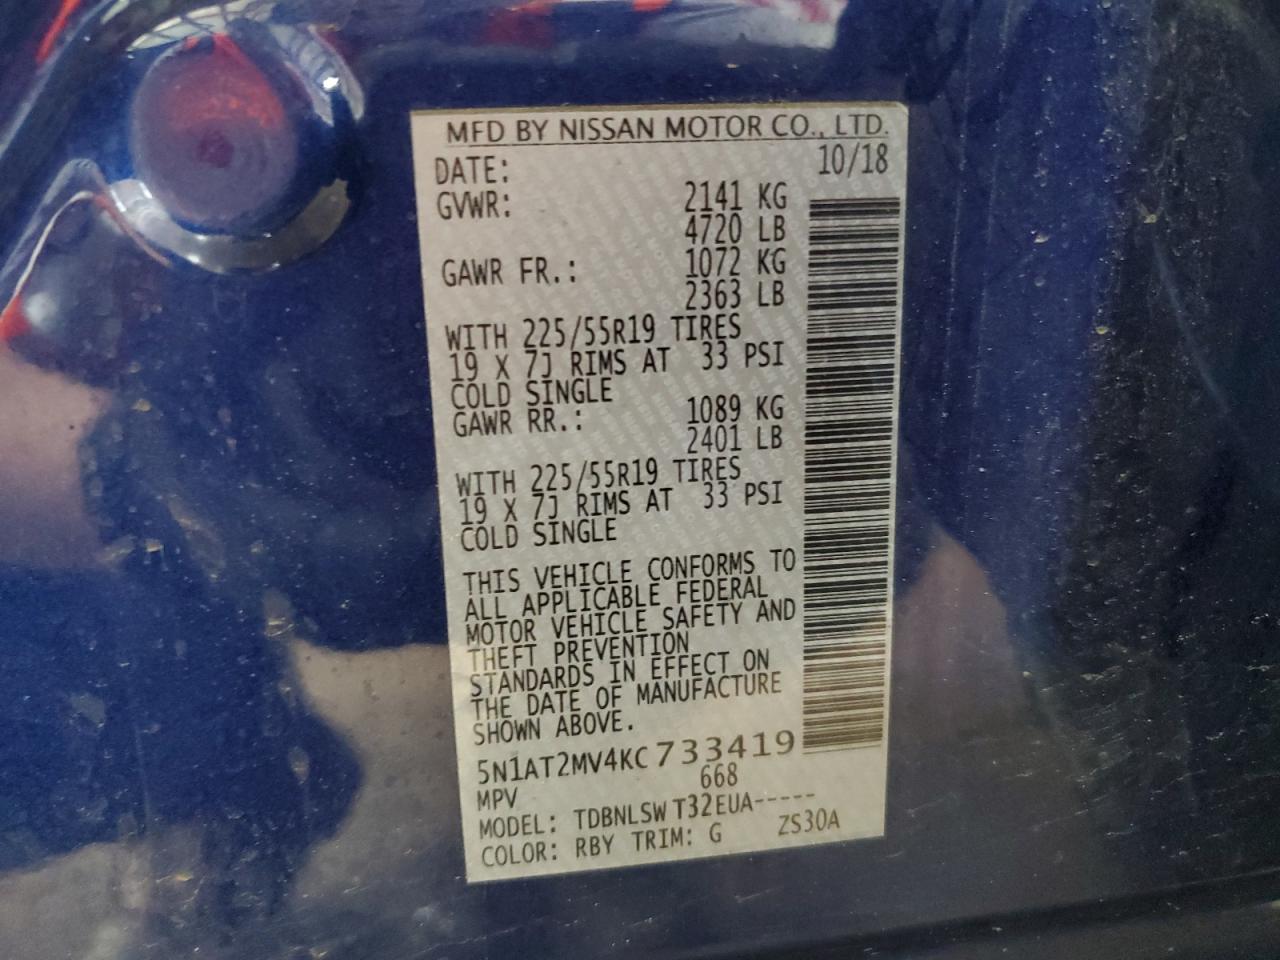 MFD BY NISSAN MOTOR CO., LTD.
DATE: 10/18
GVWR: 2141 KG
4720 LB
GAWR FR.: 1072 KG
2363 LB
WITH 225/55R19 TIRES
19 X 7J RIMS AT 33 PSI
COLD SINGLE
GAWR RR.: 1089 KG
2401 LB
WITH 225/55R19 TIRES
19 X 7J RIMS AT 33 PSI
COLD SINGLE
THIS VEHICLE CONFORMS TO
ALL APPLICABLE FEDERAL
MOTOR VEHICLE SAFETY AND
THEFT PREVENTION
STANDARDS IN EFFECT ON
THE DATE OF MANUFACTURE
SHOWN ABOVE.
5N1AT2MV4KC733419
MPV 668
MODEL: TDBNLSW T32EUA-----
COLOR: RBY TRIM: G ZS30A